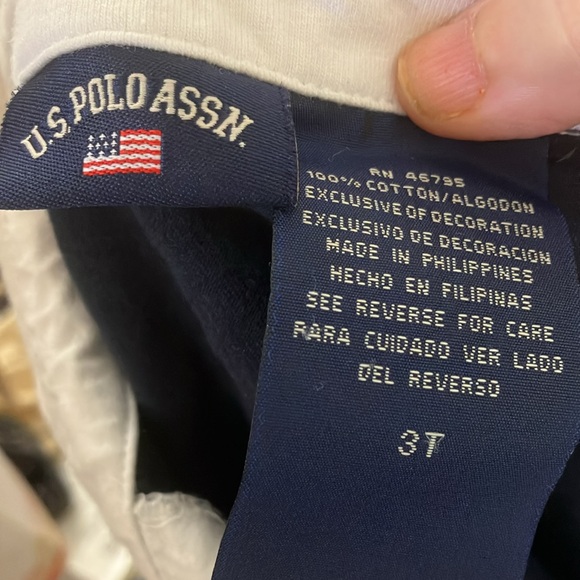 U.S. POLO ASSN.
RN 46795
100% COTTON/ALGODON
EXCLUSIVE OF DECORATION
EXCLUSIVO DE DECORACION
MADE IN PHILIPPINES
HECHO EN FILIPINAS
SEE REVERSE FOR CARE
PARA CUIDADO VER LADO
DEL REVERSO
3T